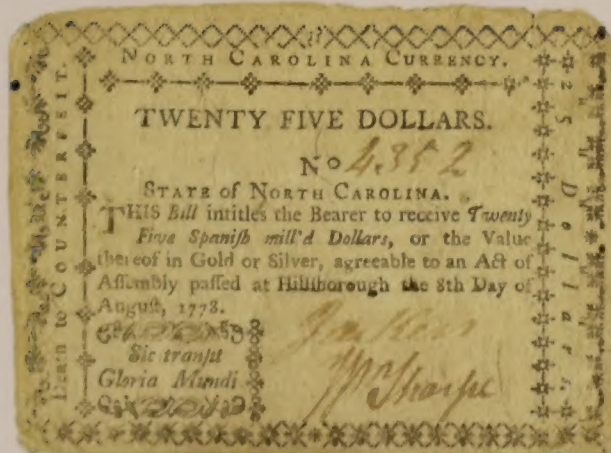 NORTH CAROLINA CURRENCY.
TWENTY FIVE DOLLARS.
No 4352
STATE of NORTH CAROLINA.
THIS Bill intitles the Bearer to receive Twenty
Five Spaniſh mill'd Dollars, or the Value
thereof in Gold or Silver, agreeable to an Act of
Aſſembly paſſed at Hillſborough the 8th Day of
Auguſt, 1778.
Sic tranſit
Gloria Mundi
Wm Sharpe
DEATH to COUNTERFEIT.
25 Dollars.